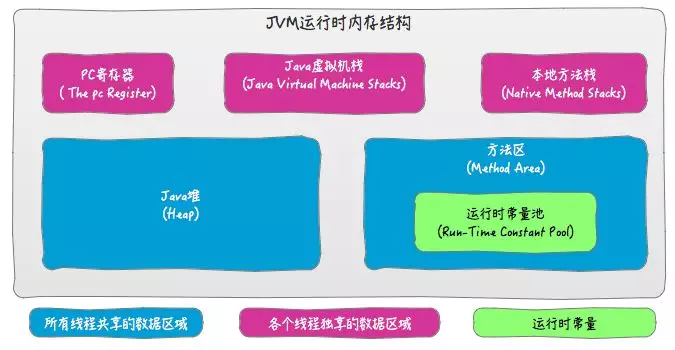 JVM运行时内存结构
PC寄存器
( The pc Register)
Java虚拟机栈
(Java Virtual Machine Stacks)
本地方法栈
(Native Method Stacks)
Java堆
(Heap)
方法区
(Method Area)
运行时常量池
(Run-Time Constant Pool)
所有线程共享的数据区域
各个线程独享的数据区域
运行时常量